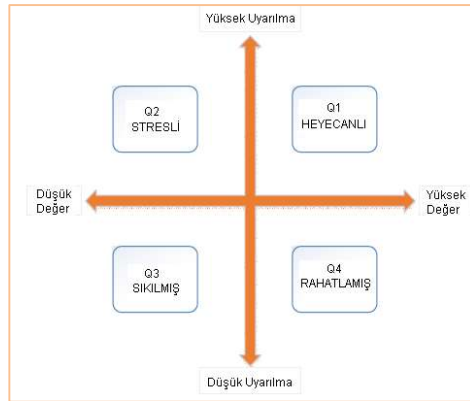 Yüksek Uyarılma
Q2
STRESLİ
Q1
HEYECANLI
Düşük
Değer
Yüksek
Değer
Q3
SIKILMIŞ
Q4
RAHATLAMIŞ
Düşük Uyarılma